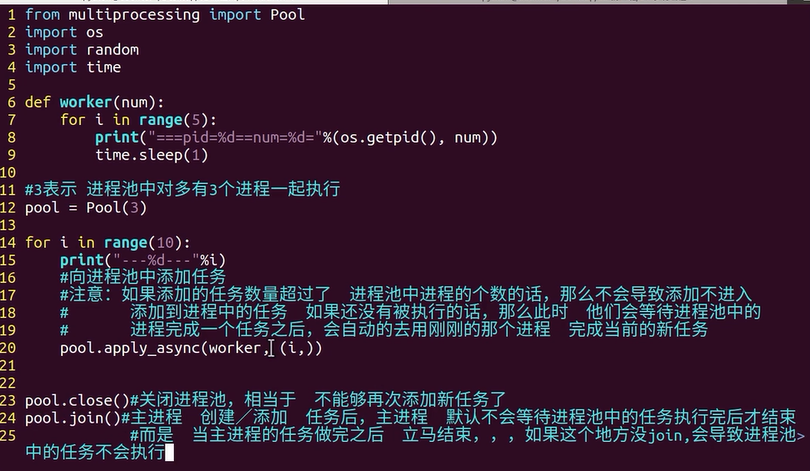 1 from multiprocessing import Pool
2 import os
3 import random
4 import time
5
6 def worker(num):
7     for i in range(5):
8         print("===pid=%d==num=%d="%(os.getpid(), num))
9         time.sleep(1)
10
11 #3表示 进程池中对多有3个进程一起执行
12 pool = Pool(3)
13
14 for i in range(10):
15     print("---%d---"%i)
16     #向进程池中添加任务
17     #注意：如果添加的任务数量超过了 进程池中进程的个数的话，那么不会导致添加不进入
18     #       添加到进程中的任务 如果还没有被执行的话，那么此时 他们会等待进程池中的
19     #       进程完成一个任务之后，会自动的去用刚刚的那个进程 完成当前的新任务
20     pool.apply_async(worker, (i,))
21
22
23 pool.close()#关闭进程池，相当于 不能够再次添加新任务了
24 pool.join()#主进程 创建／添加 任务后，主进程 默认不会等待进程池中的任务执行完后才结束
25            #而是 当主进程的任务做完之后 立马结束，，，如果这个地方没join,会导致进程池>
中的任务不会执行